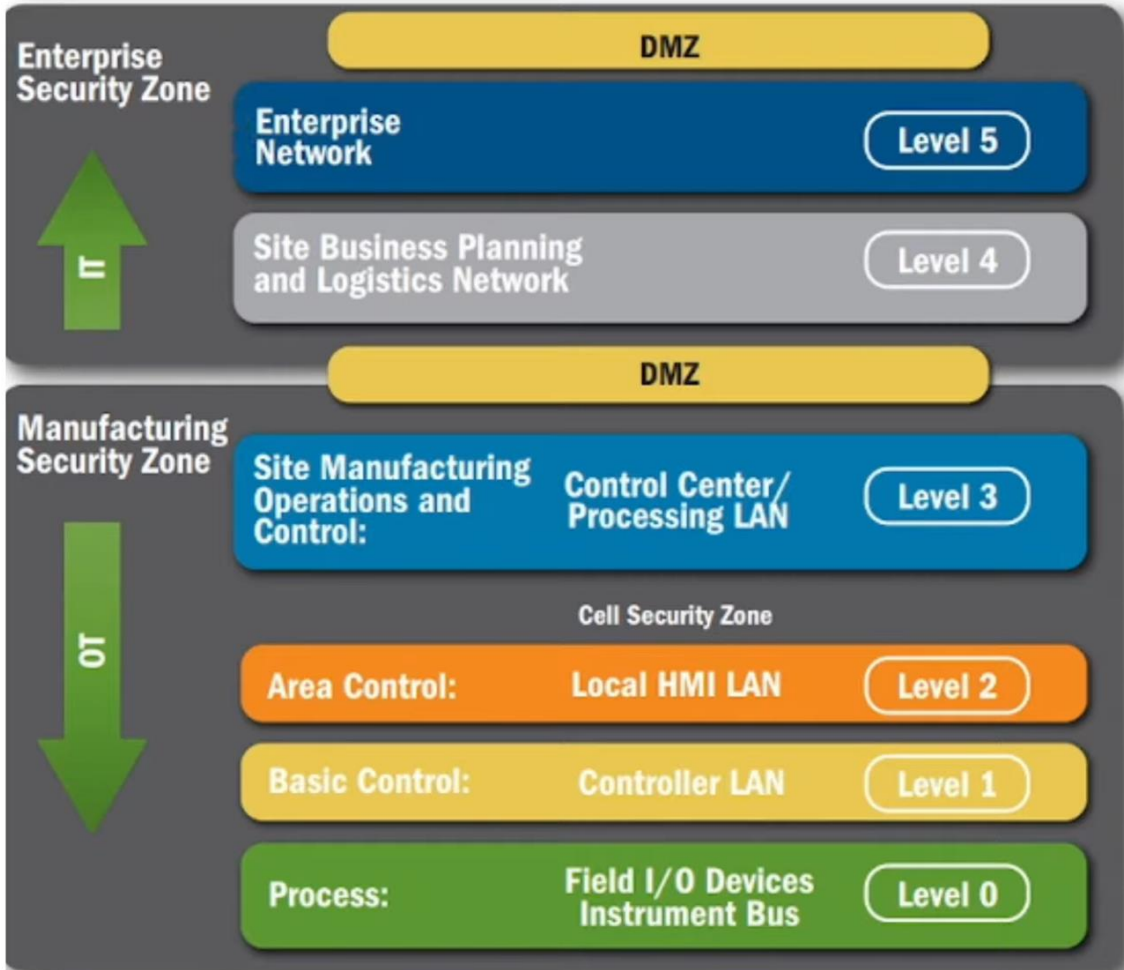 DMZ
Enterprise
Security Zone
Enterprise
Network
Level 5
IT
Site Business Planning
and Logistics Network
Level 4
DMZ
Manufacturing
Security Zone
Site Manufacturing
Operations and
Control:
Control Center/
Processing LAN
Level 3
OT
Cell Security Zone
Area Control:
Local HMI LAN
Level 2
Basic Control:
Controller LAN
Level 1
Process:
Field I/O Devices
Instrument Bus
Level 0